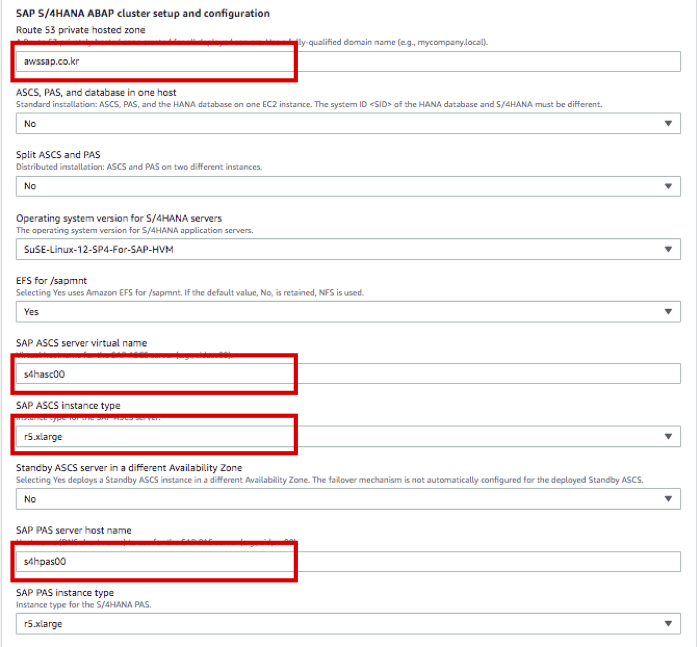 SAP S/4HANA ABAP cluster setup and configuration
Route 53 private hosted zone
fully-qualified domain name (e.g., mycompany.local).
awssap.co.kr
ASCS, PAS, and database in one host
Standard installation: ASCS, PAS, and the HANA database on one EC2 instance. The system ID <SID> of the HANA database and S/4HANA must be different.
No
Split ASCS and PAS
Distributed installation: ASCS and PAS on two different instances.
No
Operating system version for S/4HANA servers
The operating system version for S/4HANA application servers.
SuSE-Linux-12-SP4-For-SAP-HVM
EFS for /sapmnt
Selecting Yes uses Amazon EFS for /sapmnt. If the default value, No, is retained, NFS is used.
Yes
SAP ASCS server virtual name
s4hasc00
SAP ASCS instance type
Instance type for the SAP ASCS server.
r5.xlarge
Standby ASCS server in a different Availability Zone
Selecting Yes deploys a Standby ASCS instance in a different Availability Zone. The failover mechanism is not automatically configured for the deployed Standby ASCS.
No
SAP PAS server host name
s4hpas00
SAP PAS instance type
Instance type for the S/4HANA PAS.
r5.xlarge